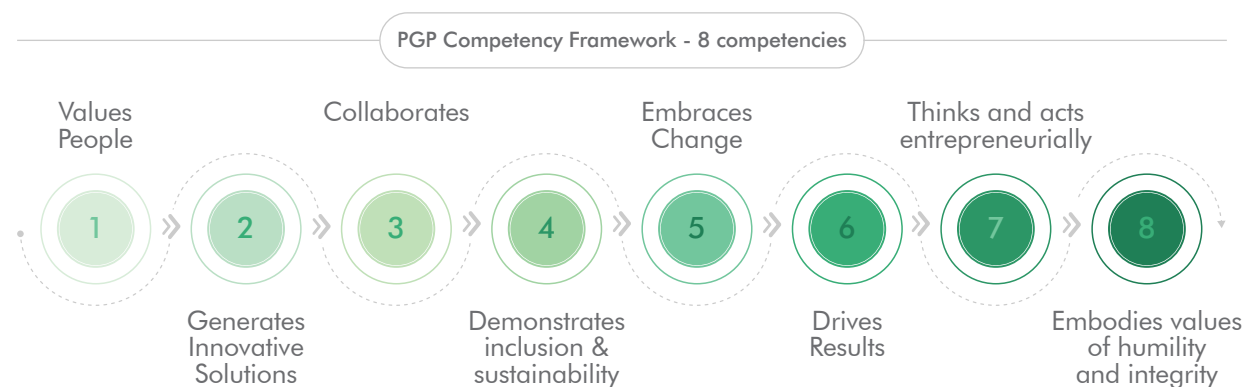 PGP Competency Framework - 8 competencies
Values
People
1
2
Generates
Innovative
Solutions
Collaborates
3
4
Demonstrates
inclusion &
sustainability
Embraces
Change
5
6
Drives
Results
Thinks and acts
entrepreneurially
7
8
Embodies values
of humility
and integrity